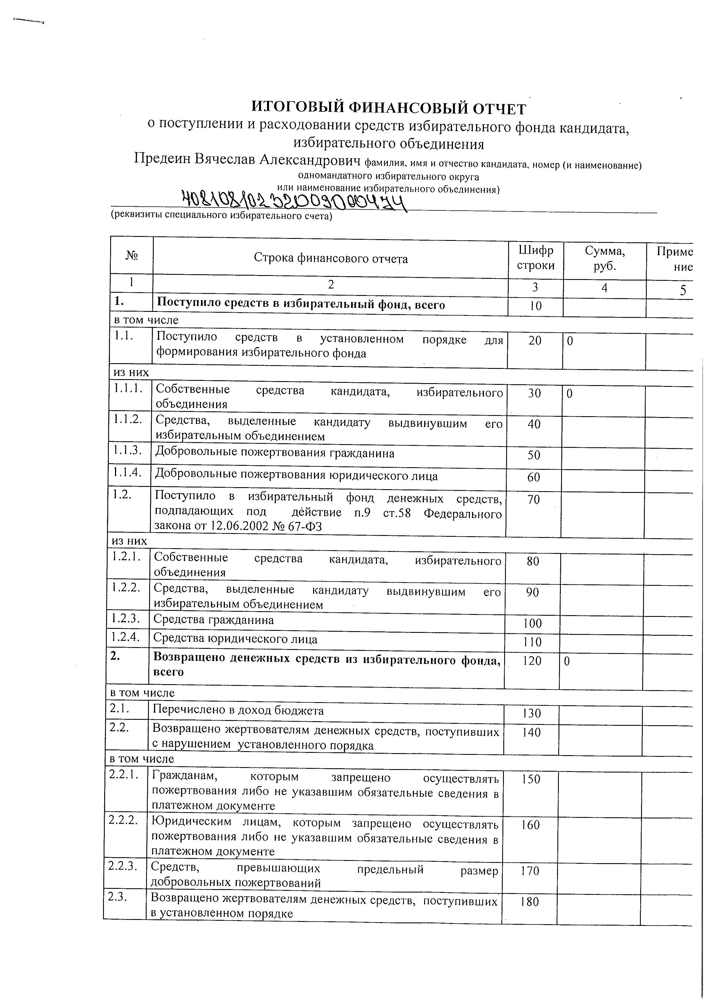 ИТОГОВЫЙ ФИНАНСОВЫЙ ОТЧЕТ
о поступлении и расходовании средств избирательного фонда кандидата,
избирательного объединения
Предеин Вячеслав Александрович фамилия, имя и отчество кандидата, номер (и наименование)
одномандатного избирательного округа
или наименование избирательного объединения)
40810810232009000474
(реквизиты специального избирательного счета)
№ Строка финансового отчета Шифр строки Сумма, руб. Приме ние
1 2 3 4 5
1. Поступило средств в избирательный фонд, всего 10
в том числе
1.1. Поступило средств в установленном порядке для 20 0
формирования избирательного фонда
из них
1.1.1. Собственные средства кандидата, избирательного 30 0
объединения
1.1.2. Средства, выделенные кандидату выдвинувшим его 40
избирательным объединением
1.1.3. Добровольные пожертвования гражданина 50
1.1.4. Добровольные пожертвования юридического лица 60
1.2. Поступило в избирательный фонд денежных средств, 70
подпадающих под действие п.9 ст.58 Федерального
закона от 12.06.2002 № 67-ФЗ
из них
1.2.1. Собственные средства кандидата, избирательного 80
объединения
1.2.2. Средства, выделенные кандидату выдвинувшим его 90
избирательным объединением
1.2.3. Средства гражданина 100
1.2.4. Средства юридического лица 110
2. Возвращено денежных средств из избирательного фонда, 120 0
всего
в том числе
2.1. Перечислено в доход бюджета 130
2.2. Возвращено жертвователям денежных средств, поступивших 140
с нарушением установленного порядка
в том числе
2.2.1. Гражданам, которым запрещено осуществлять 150
пожертвования либо не указавшим обязательные сведения в
платежном документе
2.2.2. Юридическим лицам, которым запрещено осуществлять 160
пожертвования либо не указавшим обязательные сведения в
платежном документе
2.2.3. Средств, превышающих предельный размер 170
добровольных пожертвований
2.3. Возвращено жертвователям денежных средств, поступивших 180
в установленном порядке